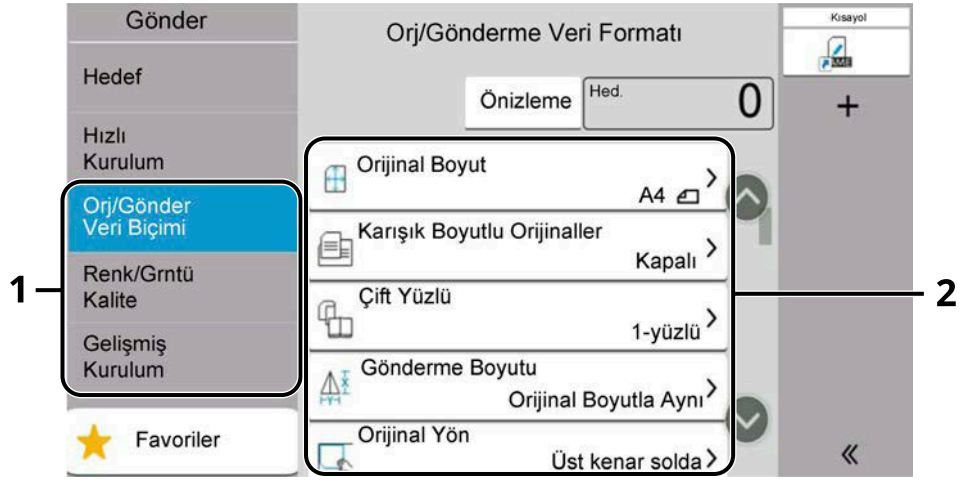 Gönder
Hedef
Hızlı
Kurulum
Orj/Gönder
Veri Biçimi
Renk/Grntü
Kalite
Gelişmiş
Kurulum
Favoriler
1
Orj/Gönderme Veri Formatı
Önizleme
Hed.
0
Orijinal Boyut
A4
Karışık Boyutlu Orijinaller
Kapalı
Çift Yüzlü
1-yüzlü
Gönderme Boyutu
Orijinal Boyutla Aynı
Orijinal Yön
Üst kenar solda
2
Kısayol
+